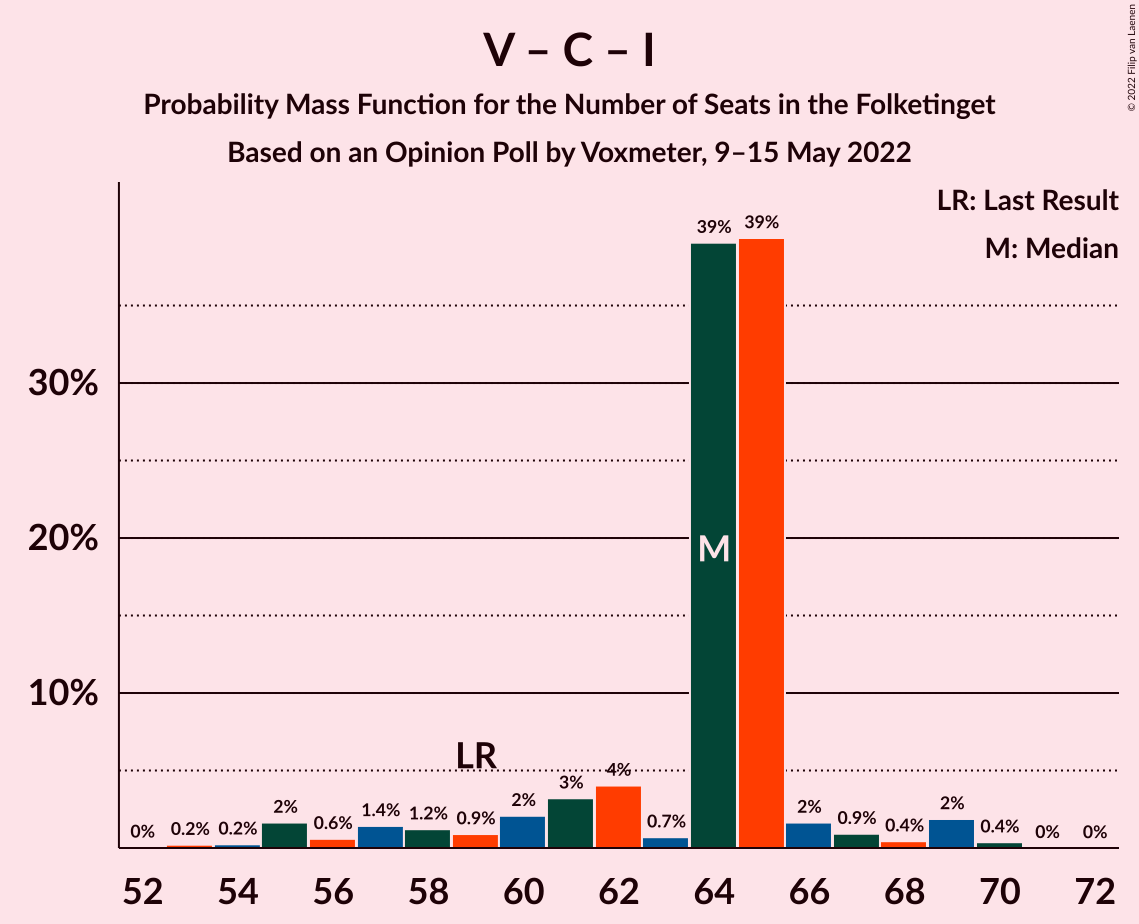 V – C – I
Probability Mass Function for the Number of Seats in the Folketinget
Based on an Opinion Poll by Voxmeter, 9–15 May 2022
© 2022 Filip van Laenen
LR: Last Result
M: Median
39% 39%
30%
20%
M
10%
LR
0% 0.2% 0.2% 2% 0.6% 1.4% 1.2% 0.9% 2% 3% 4% 0.7% 2% 0.9% 0.4% 2% 0.4% 0% 0%
52 54 56 58 60 62 64 66 68 70 72